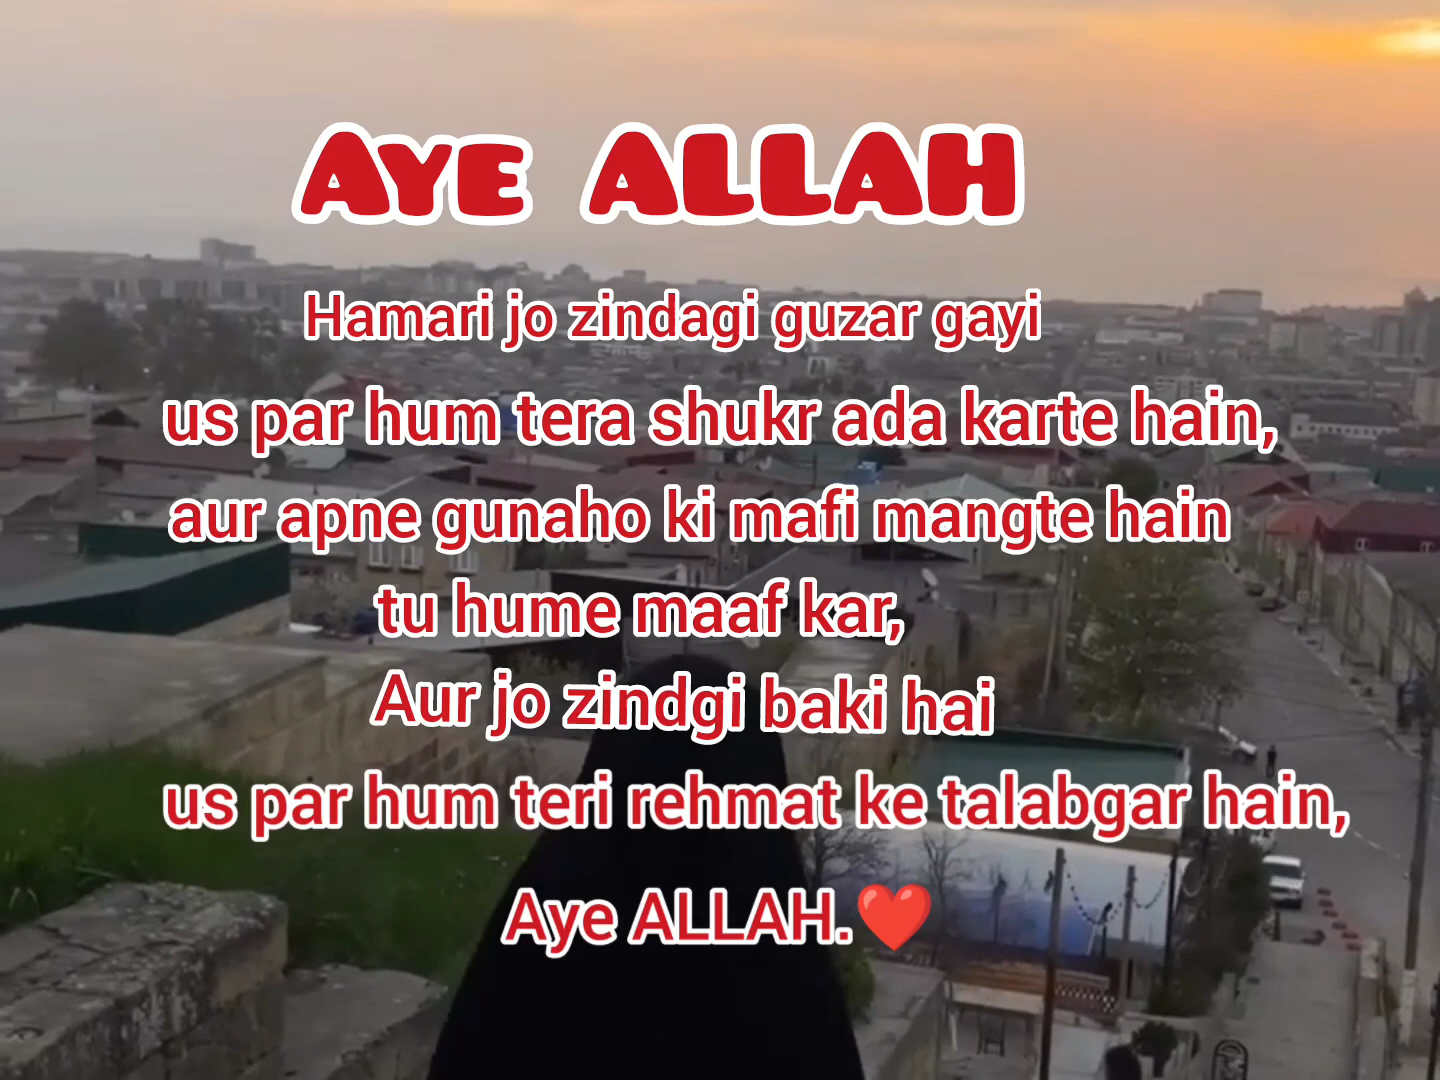 Aye ALLAH
Hamari jo zindagi guzar gayi
us par hum tera shukr ada karte hain,
aur apne gunaho ki mafi mangte hain
tu hume maaf kar,
Aur jo zindgi baki hai
us par hum teri rehmat ke talabgar hain,
Aye ALLAH.❤️